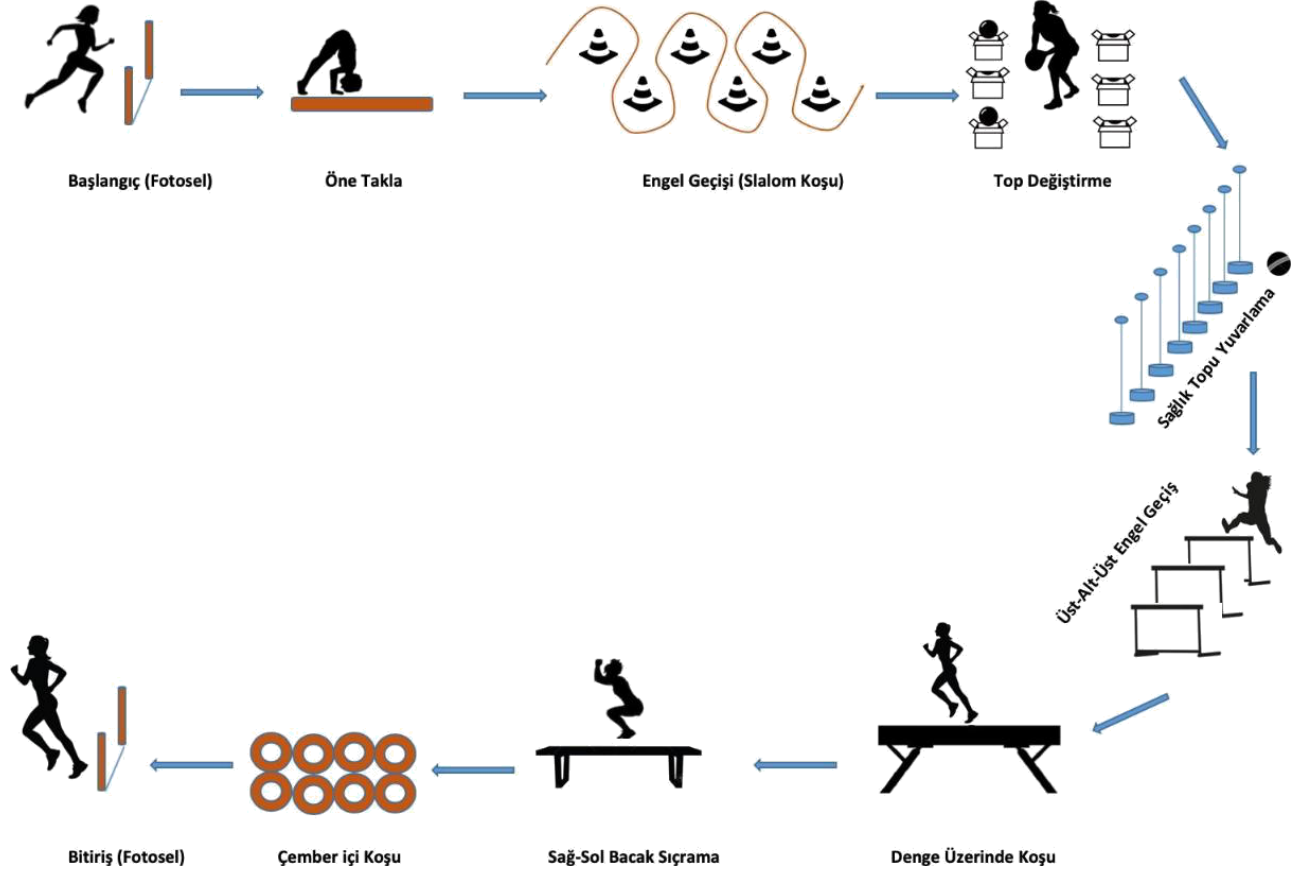 Başlangıç (Fotosel)
Öne Takla
Engel Geçişi (Slalom Koşu)
Top Değiştirme
Sağlık Topu Yuvarlama
Üst-Alt-Üst Engel Geçiş
Denge Üzerinde Koşu
Sağ-Sol Bacak Sıçrama
Çember içi Koşu
Bitiriş (Fotosel)